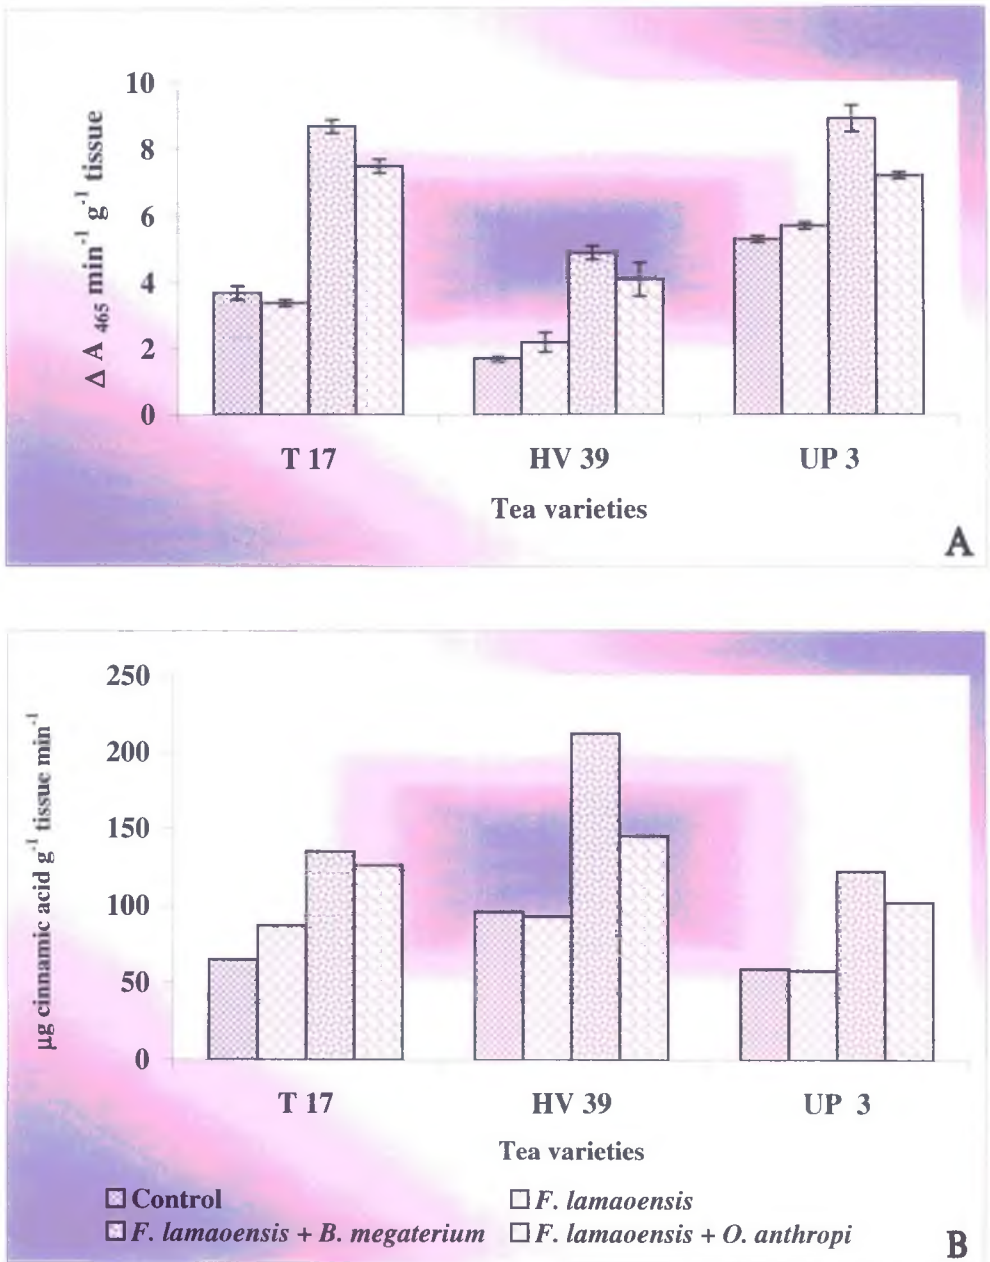 10
8
6
4
2
0
Δ A 465 min-1 g-1 tissue
T 17 HV 39 UP 3
Tea varieties
A
250
200
150
100
50
0
µg cinnamic acid g-1 tissue min-1
T 17 HV 39 UP 3
Tea varieties
Control F. lamaoensis
F. lamaoensis + B. megaterium F. lamaoensis + O. anthropi
B